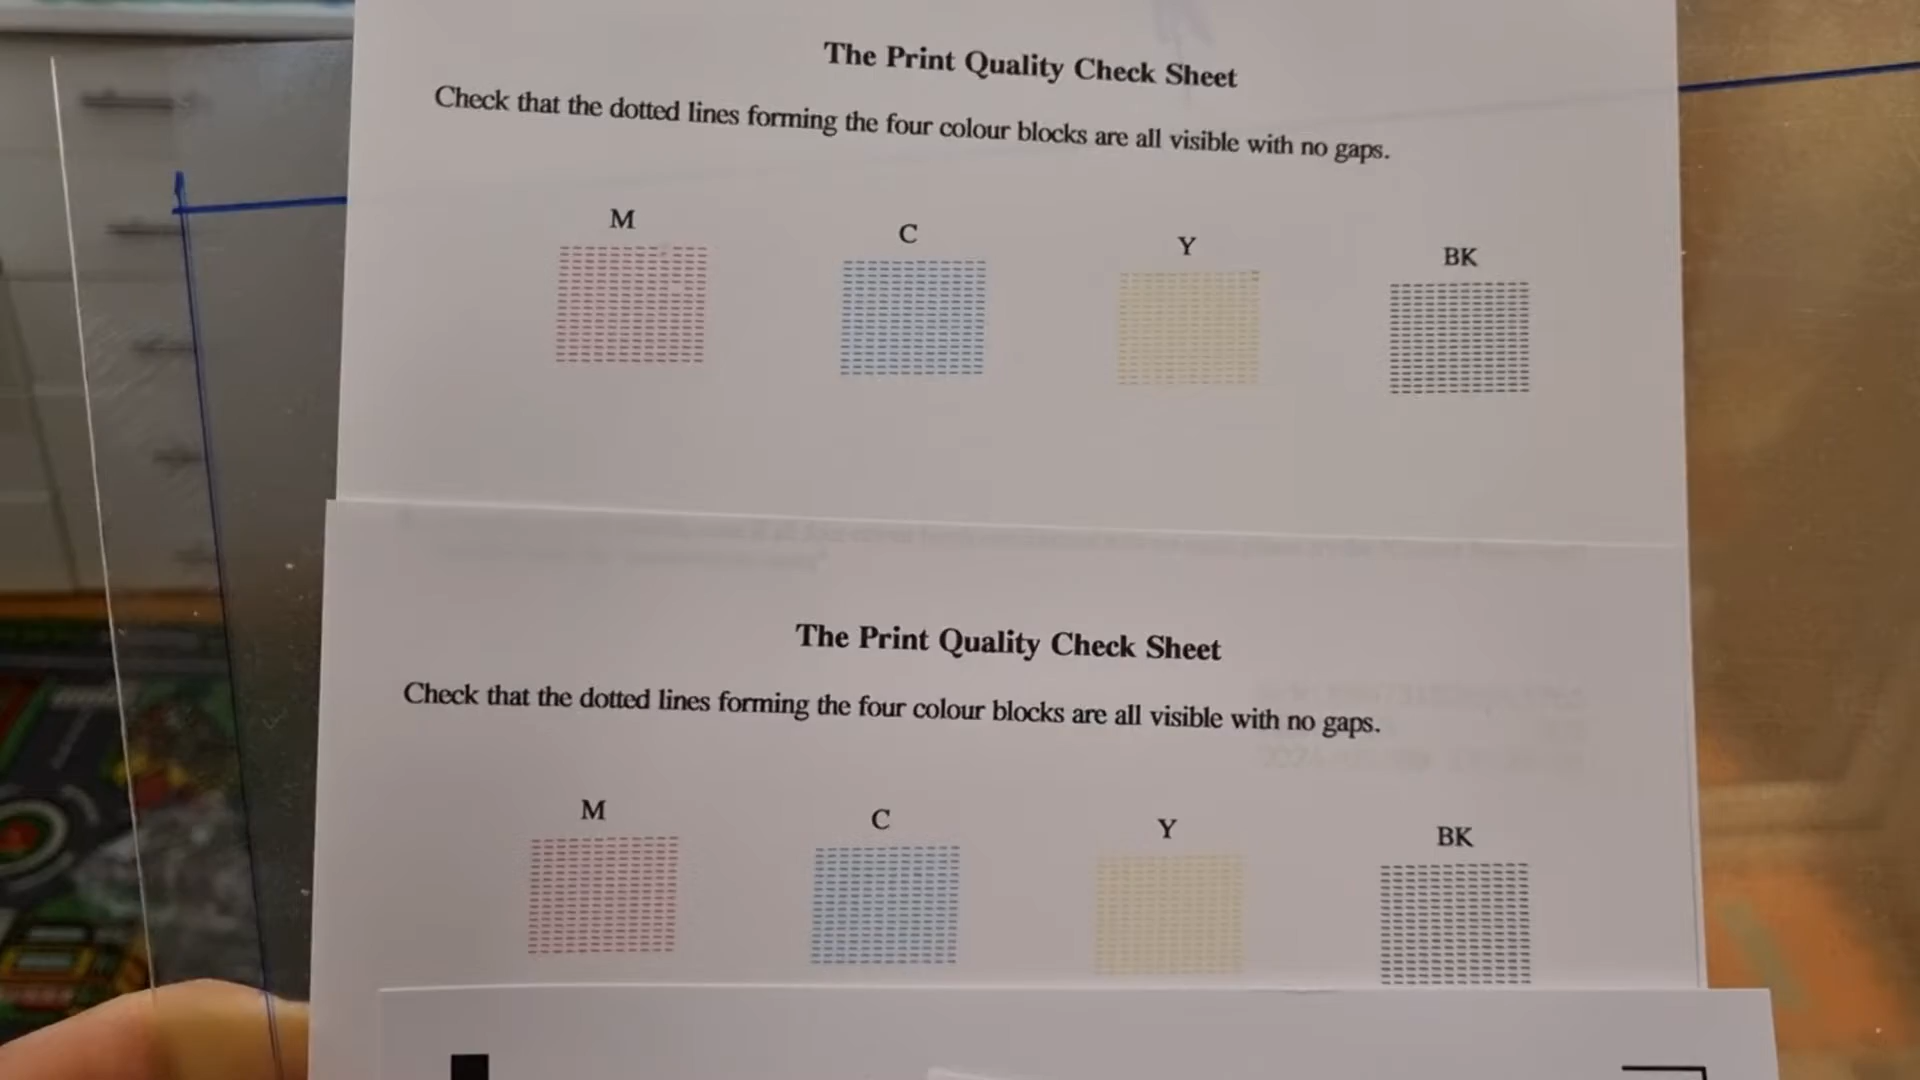 The Print Quality Check Sheet
Check that the dotted lines forming the four colour blocks are all visible with no gaps.
M C Y BK
The Print Quality Check Sheet
Check that the dotted lines forming the four colour blocks are all visible with no gaps.
M C Y BK